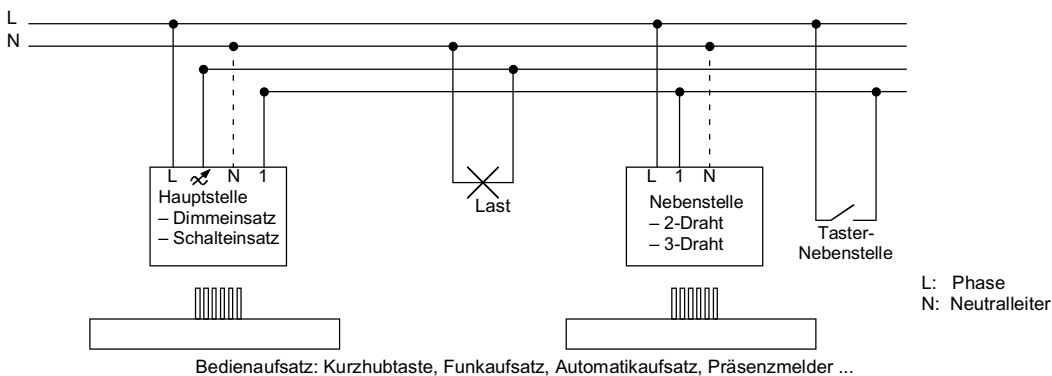 L
N
L N 1
Hauptstelle
– Dimmeinsatz
– Schalteinsatz
Last
L 1 N
Nebenstelle
– 2-Draht
– 3-Draht
Taster-
Nebenstelle
L: Phase
N: Neutralleiter
Bedienaufsatz: Kurzhubtaste, Funkaufsatz, Automatikaufsatz, Präsenzmelder ...